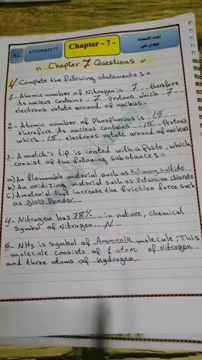 Chapter - 7 -
07739683177
Chapter 7 Questions
Complete the following statements :-
1. Atomic number of Nitrogen is 7, therefore
its nucleus contains 7 Protons which 7
electrons rotate around of nucleus.
2. Atomic number of Phosphorus is 15
therefore its nucleus contains 15 Protons
which 15 electrons rotate around of nucleus
3. A match's tip is coated with a paste, which
consist of the following substances:-
a) An flammable material such as Antimony sulfide
b) An oxidizing material such as Potassium chlorate
c) A material that increase the friction force such
as glass Powder
4. Nitrogen has 78% in nature, chemical
symbol of Nitrogen N
5. NH3 is symbol of Ammonia molecule, This
molecule consists of 1 atom of Nitrogen
and three atoms of Hydrogen